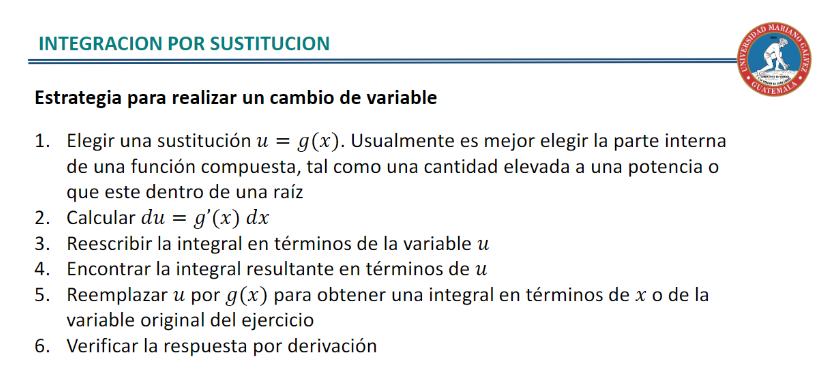 INTEGRACION POR SUSTITUCION
UNIVERSIDAD MARIANO GALVEZ
GUATEMALA
Estrategia para realizar un cambio de variable
1. Elegir una sustitución u = g(x). Usualmente es mejor elegir la parte interna
de una función compuesta, tal como una cantidad elevada a una potencia o
que este dentro de una raíz
2. Calcular du = g’(x) dx
3. Reescribir la integral en términos de la variable u
4. Encontrar la integral resultante en términos de u
5. Reemplazar u por g(x) para obtener una integral en términos de x o de la
variable original del ejercicio
6. Verificar la respuesta por derivación